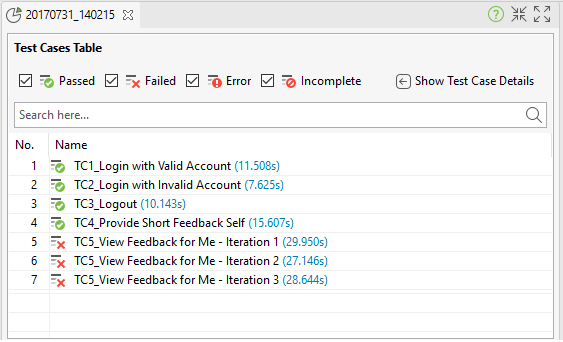 20170731_140215
Test Cases Table
Passed Failed Error Incomplete Show Test Case Details
Search here...
No. Name
1 TC1_Login with Valid Account (11.508s)
2 TC2_Login with Invalid Account (7.625s)
3 TC3_Logout (10.143s)
4 TC4_Provide Short Feedback Self (15.607s)
5 TC5_View Feedback for Me - Iteration 1 (29.950s)
6 TC5_View Feedback for Me - Iteration 2 (27.146s)
7 TC5_View Feedback for Me - Iteration 3 (28.644s)